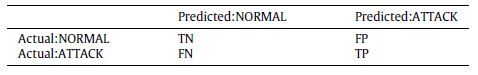 Predicted:NORMAL Predicted:ATTACK
Actual:NORMAL TN FP
Actual:ATTACK FN TP